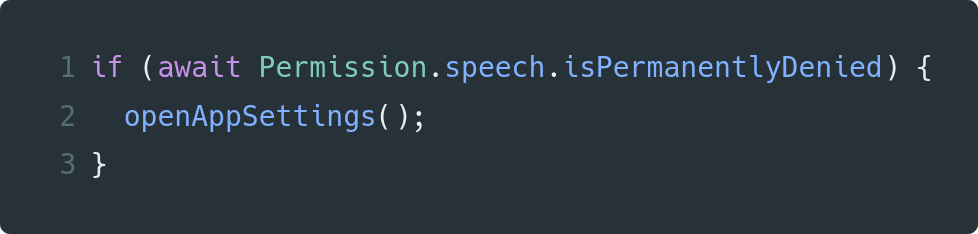 1 if (await Permission.speech.isPermanentlyDenied) {
2   openAppSettings();
3 }